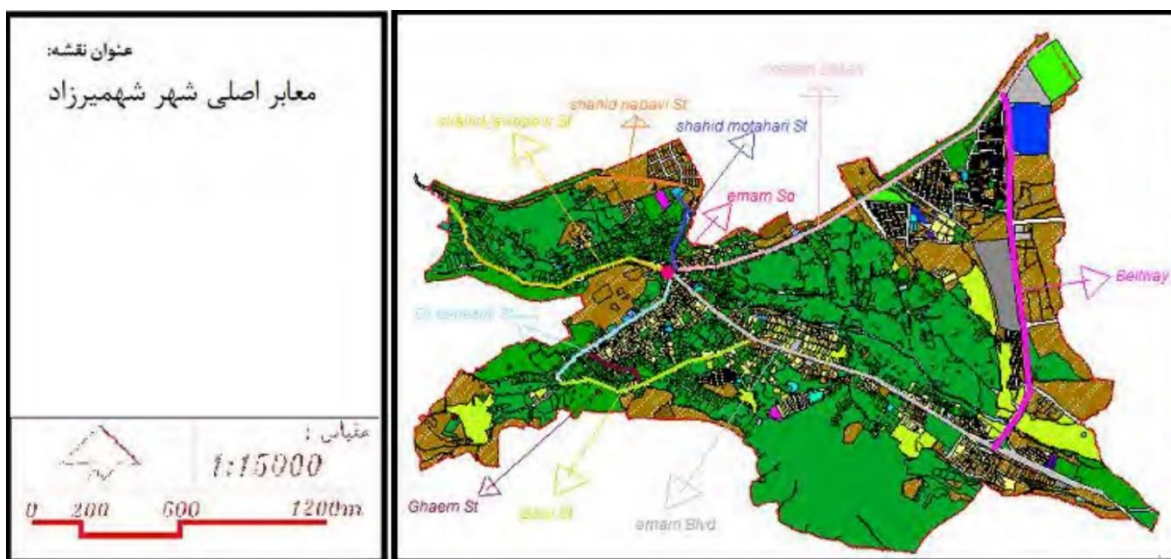 عنوان نقشه:
معابر اصلی شهر شهمیرزاد
مقیاس :
1:15000
0 200 600 1200m
shahid nabavi St
shahid motahari St
emam Sq
Beltway
Ghaem St
emam Blvd